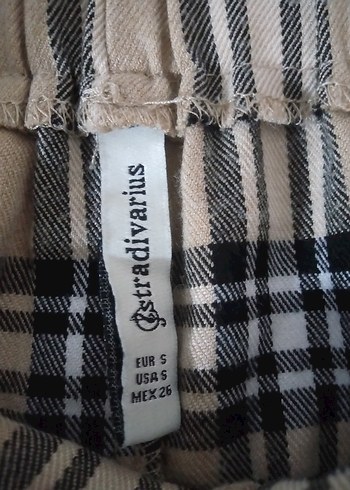 stradivarius
EUR S
USA S
MEX 26